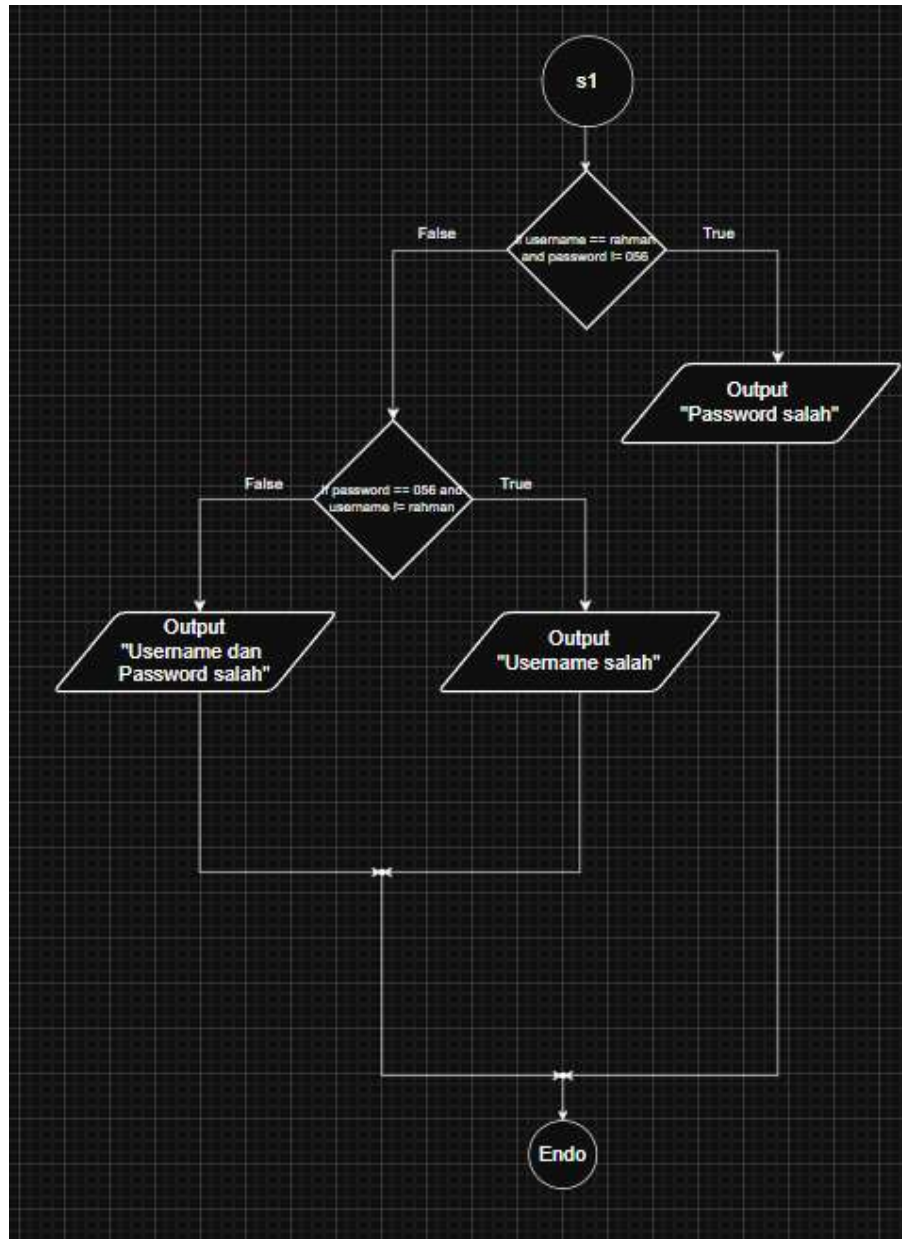 s1
False
True
If username == rahman
and password != 056
Output
"Password salah"
False
True
If password == 056 and
username != rahman
Output
"Username dan
Password salah"
Output
"Username salah"
Endo